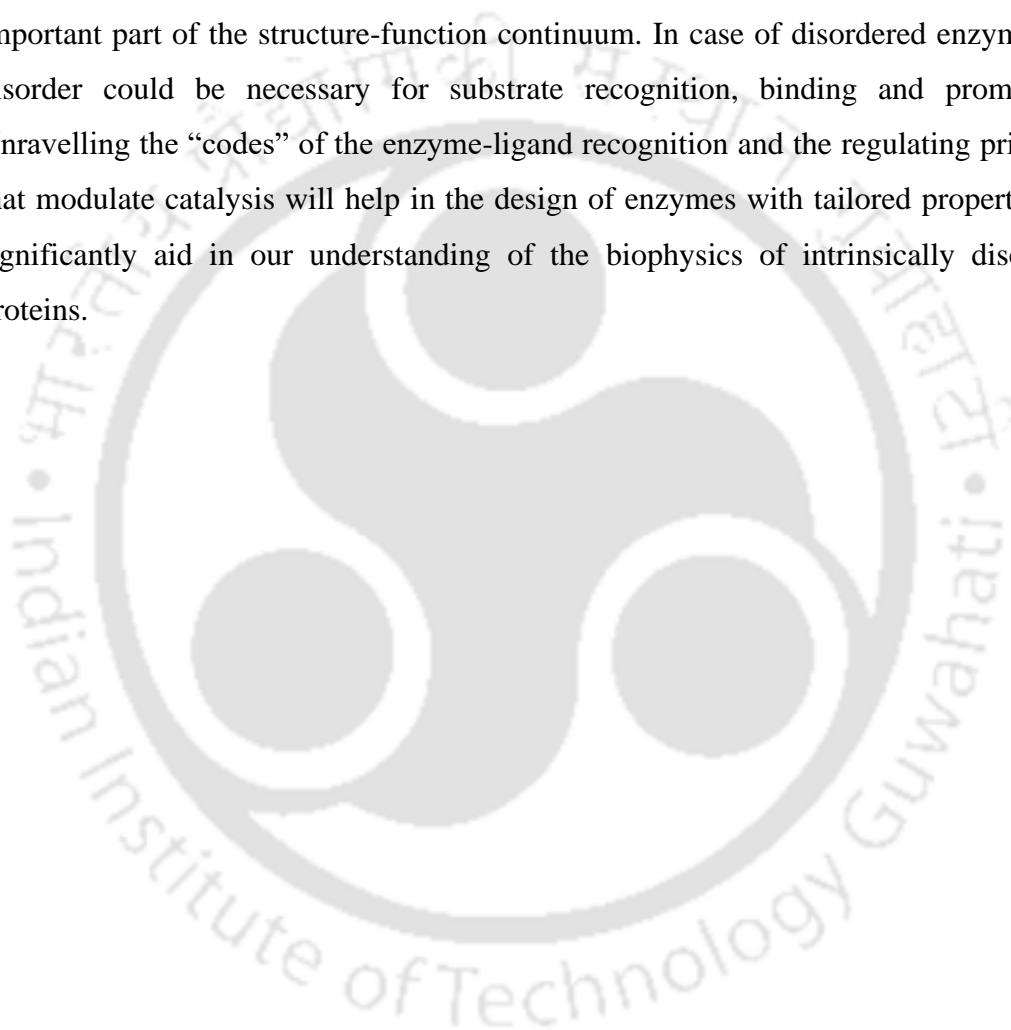 mportant part of the structure-function continuum. In case of disordered enzym
isorder could be necessary for substrate recognition, binding and prom
nravelling the “codes” of the enzyme-ligand recognition and the regulating pri
hat modulate catalysis will help in the design of enzymes with tailored propert
gnificantly aid in our understanding of the biophysics of intrinsically diso
roteins.
Indian Institute of Technology Guwahati